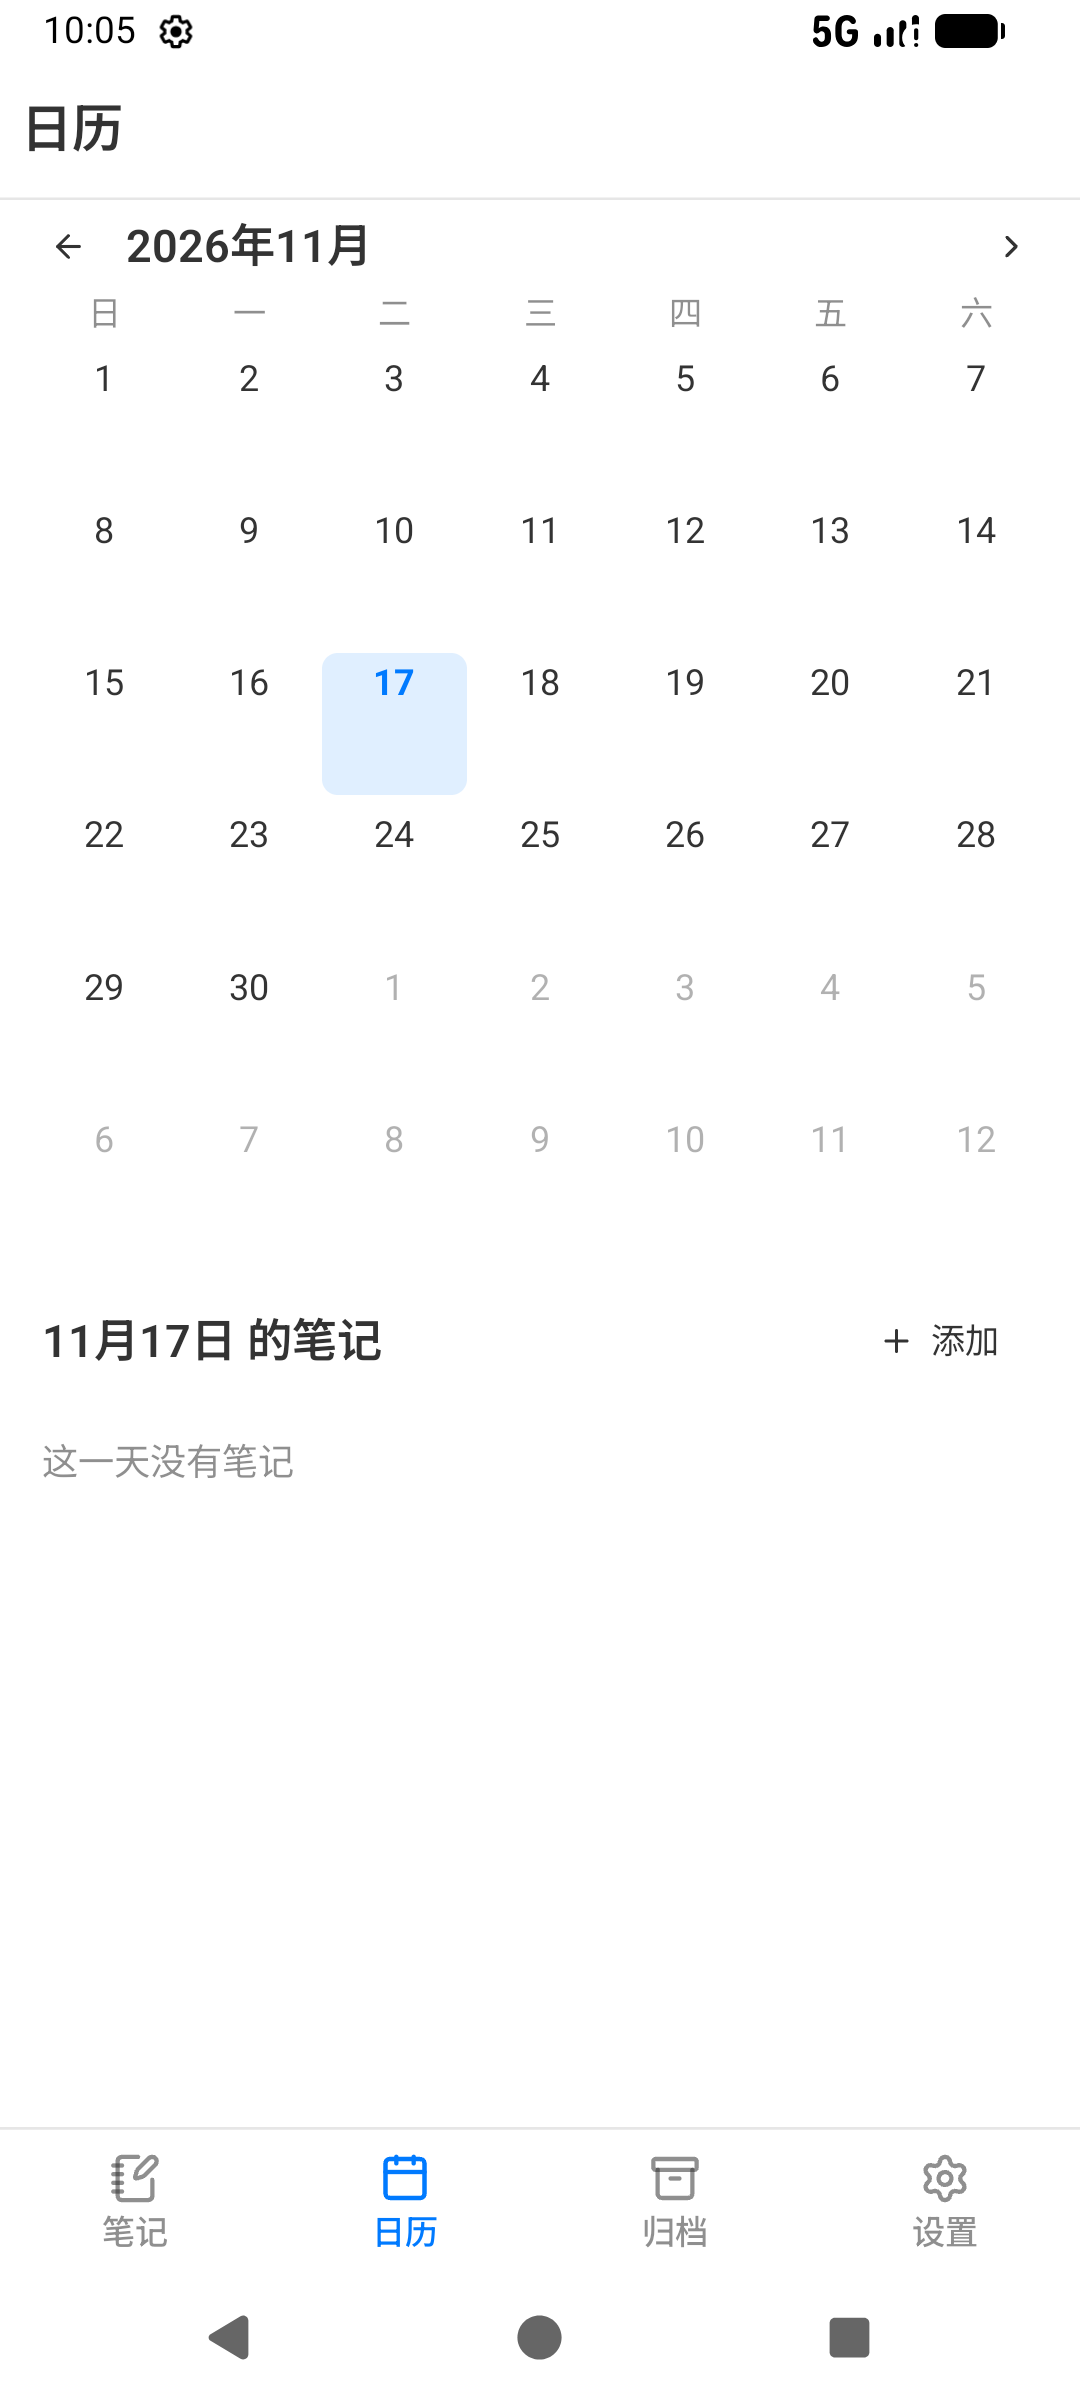 10:05 5G
日历
2026年11月
日 一 二 三 四 五 六
1 2 3 4 5 6 7
8 9 10 11 12 13 14
15 16 17 18 19 20 21
22 23 24 25 26 27 28
29 30 1 2 3 4 5
6 7 8 9 10 11 12
11月17日 的笔记 添加
这一天没有笔记
笔记 日历 归档 设置